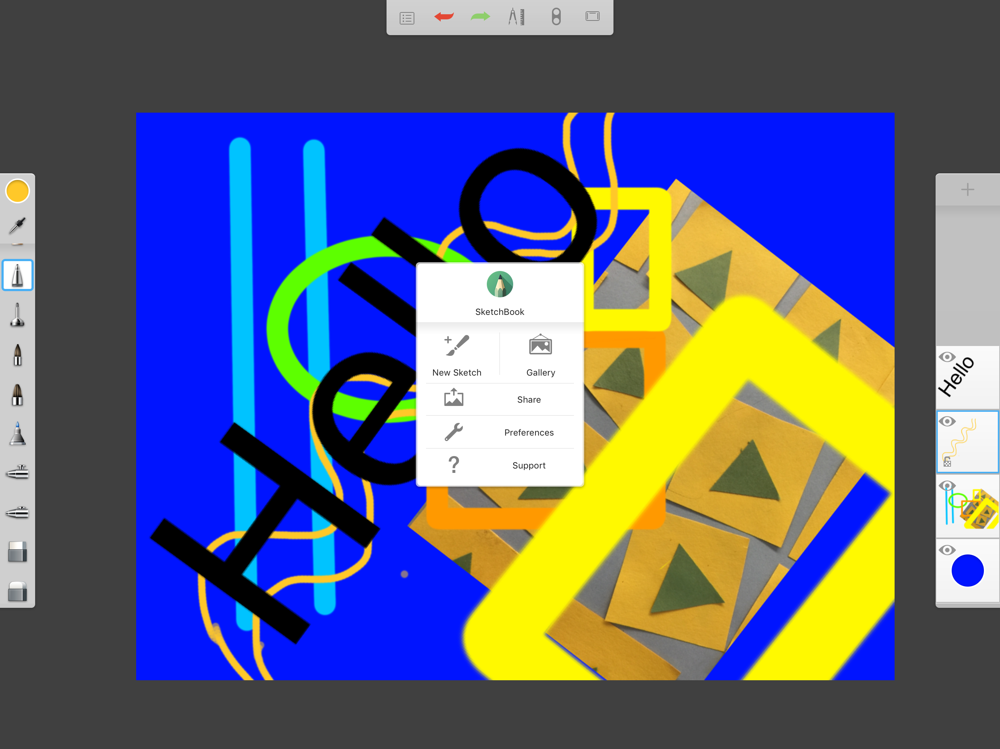 Hello
SketchBook
New Sketch
Gallery
Share
Preferences
Support
Hello